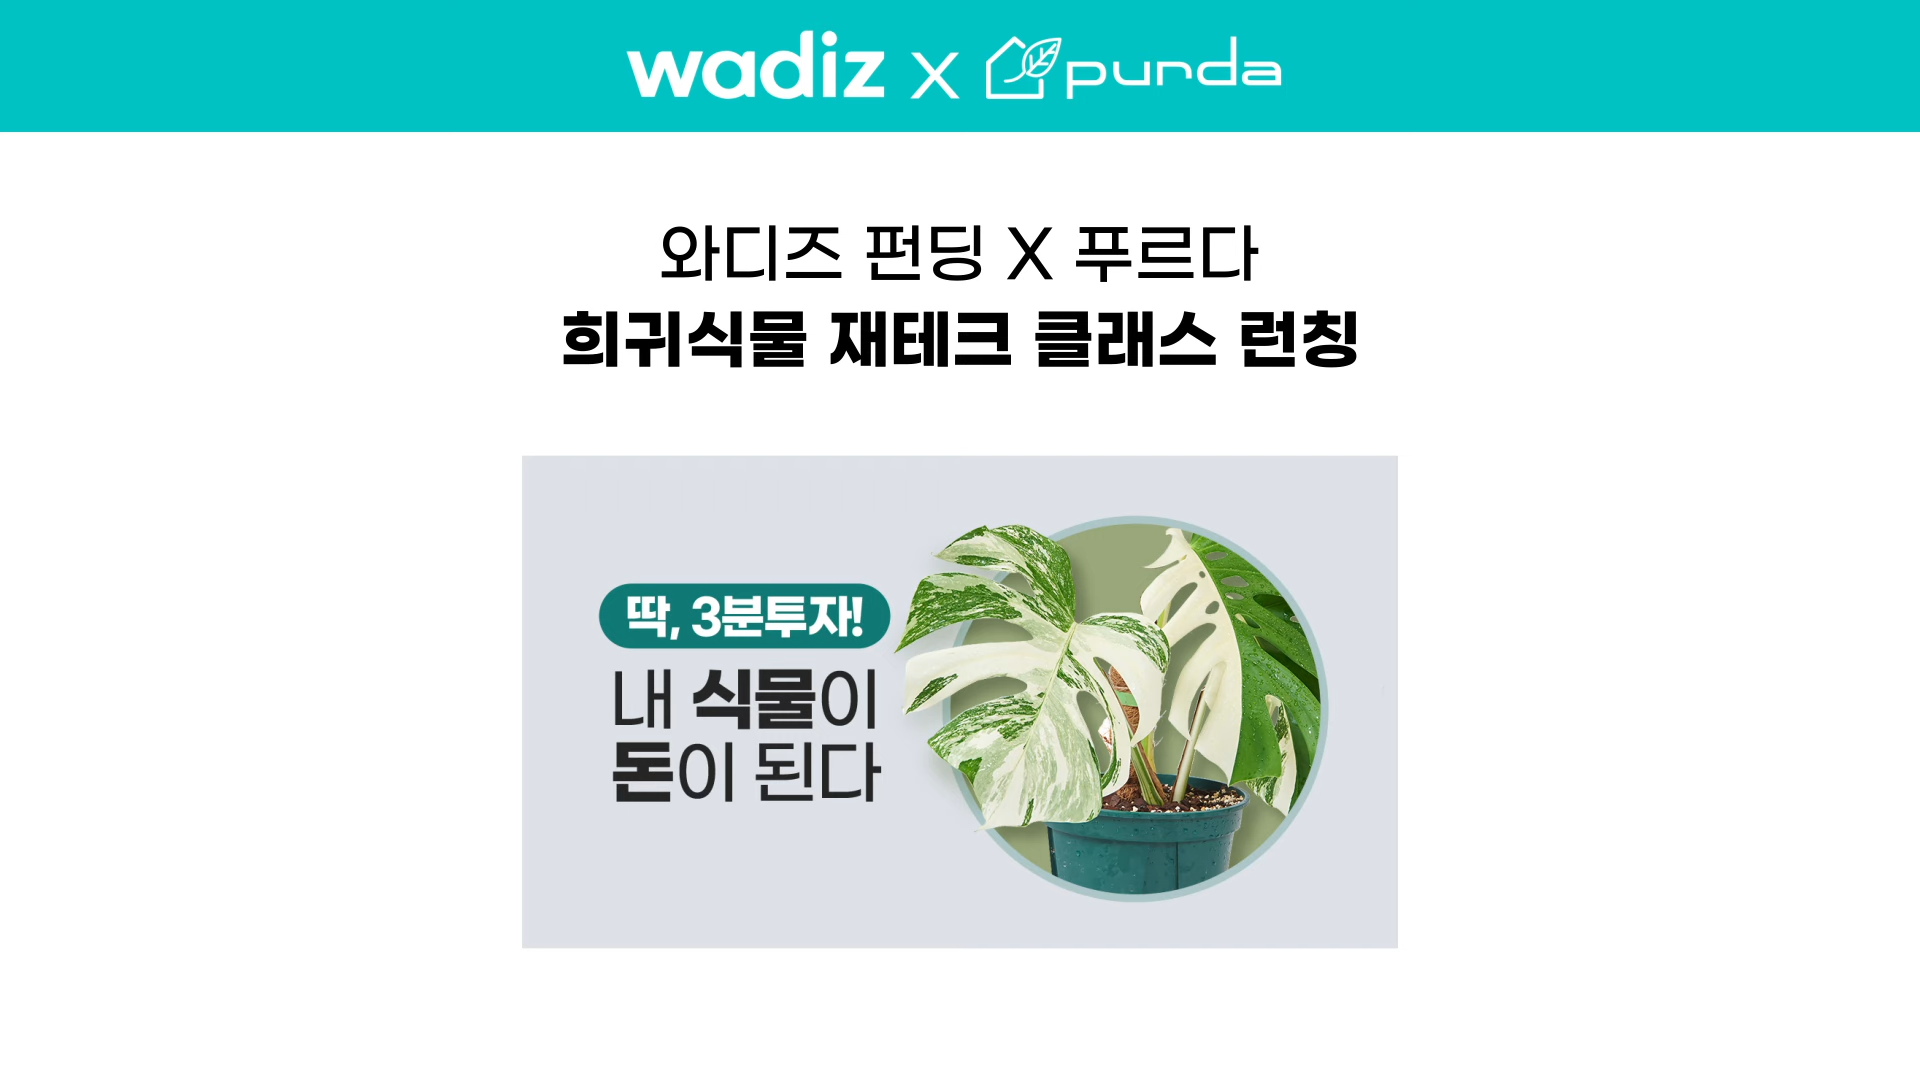 wadiz X purda
와디즈 펀딩 X 푸르다
희귀식물 재테크 클래스 런칭
딱, 3분투자!
내 식물이
돈이 된다